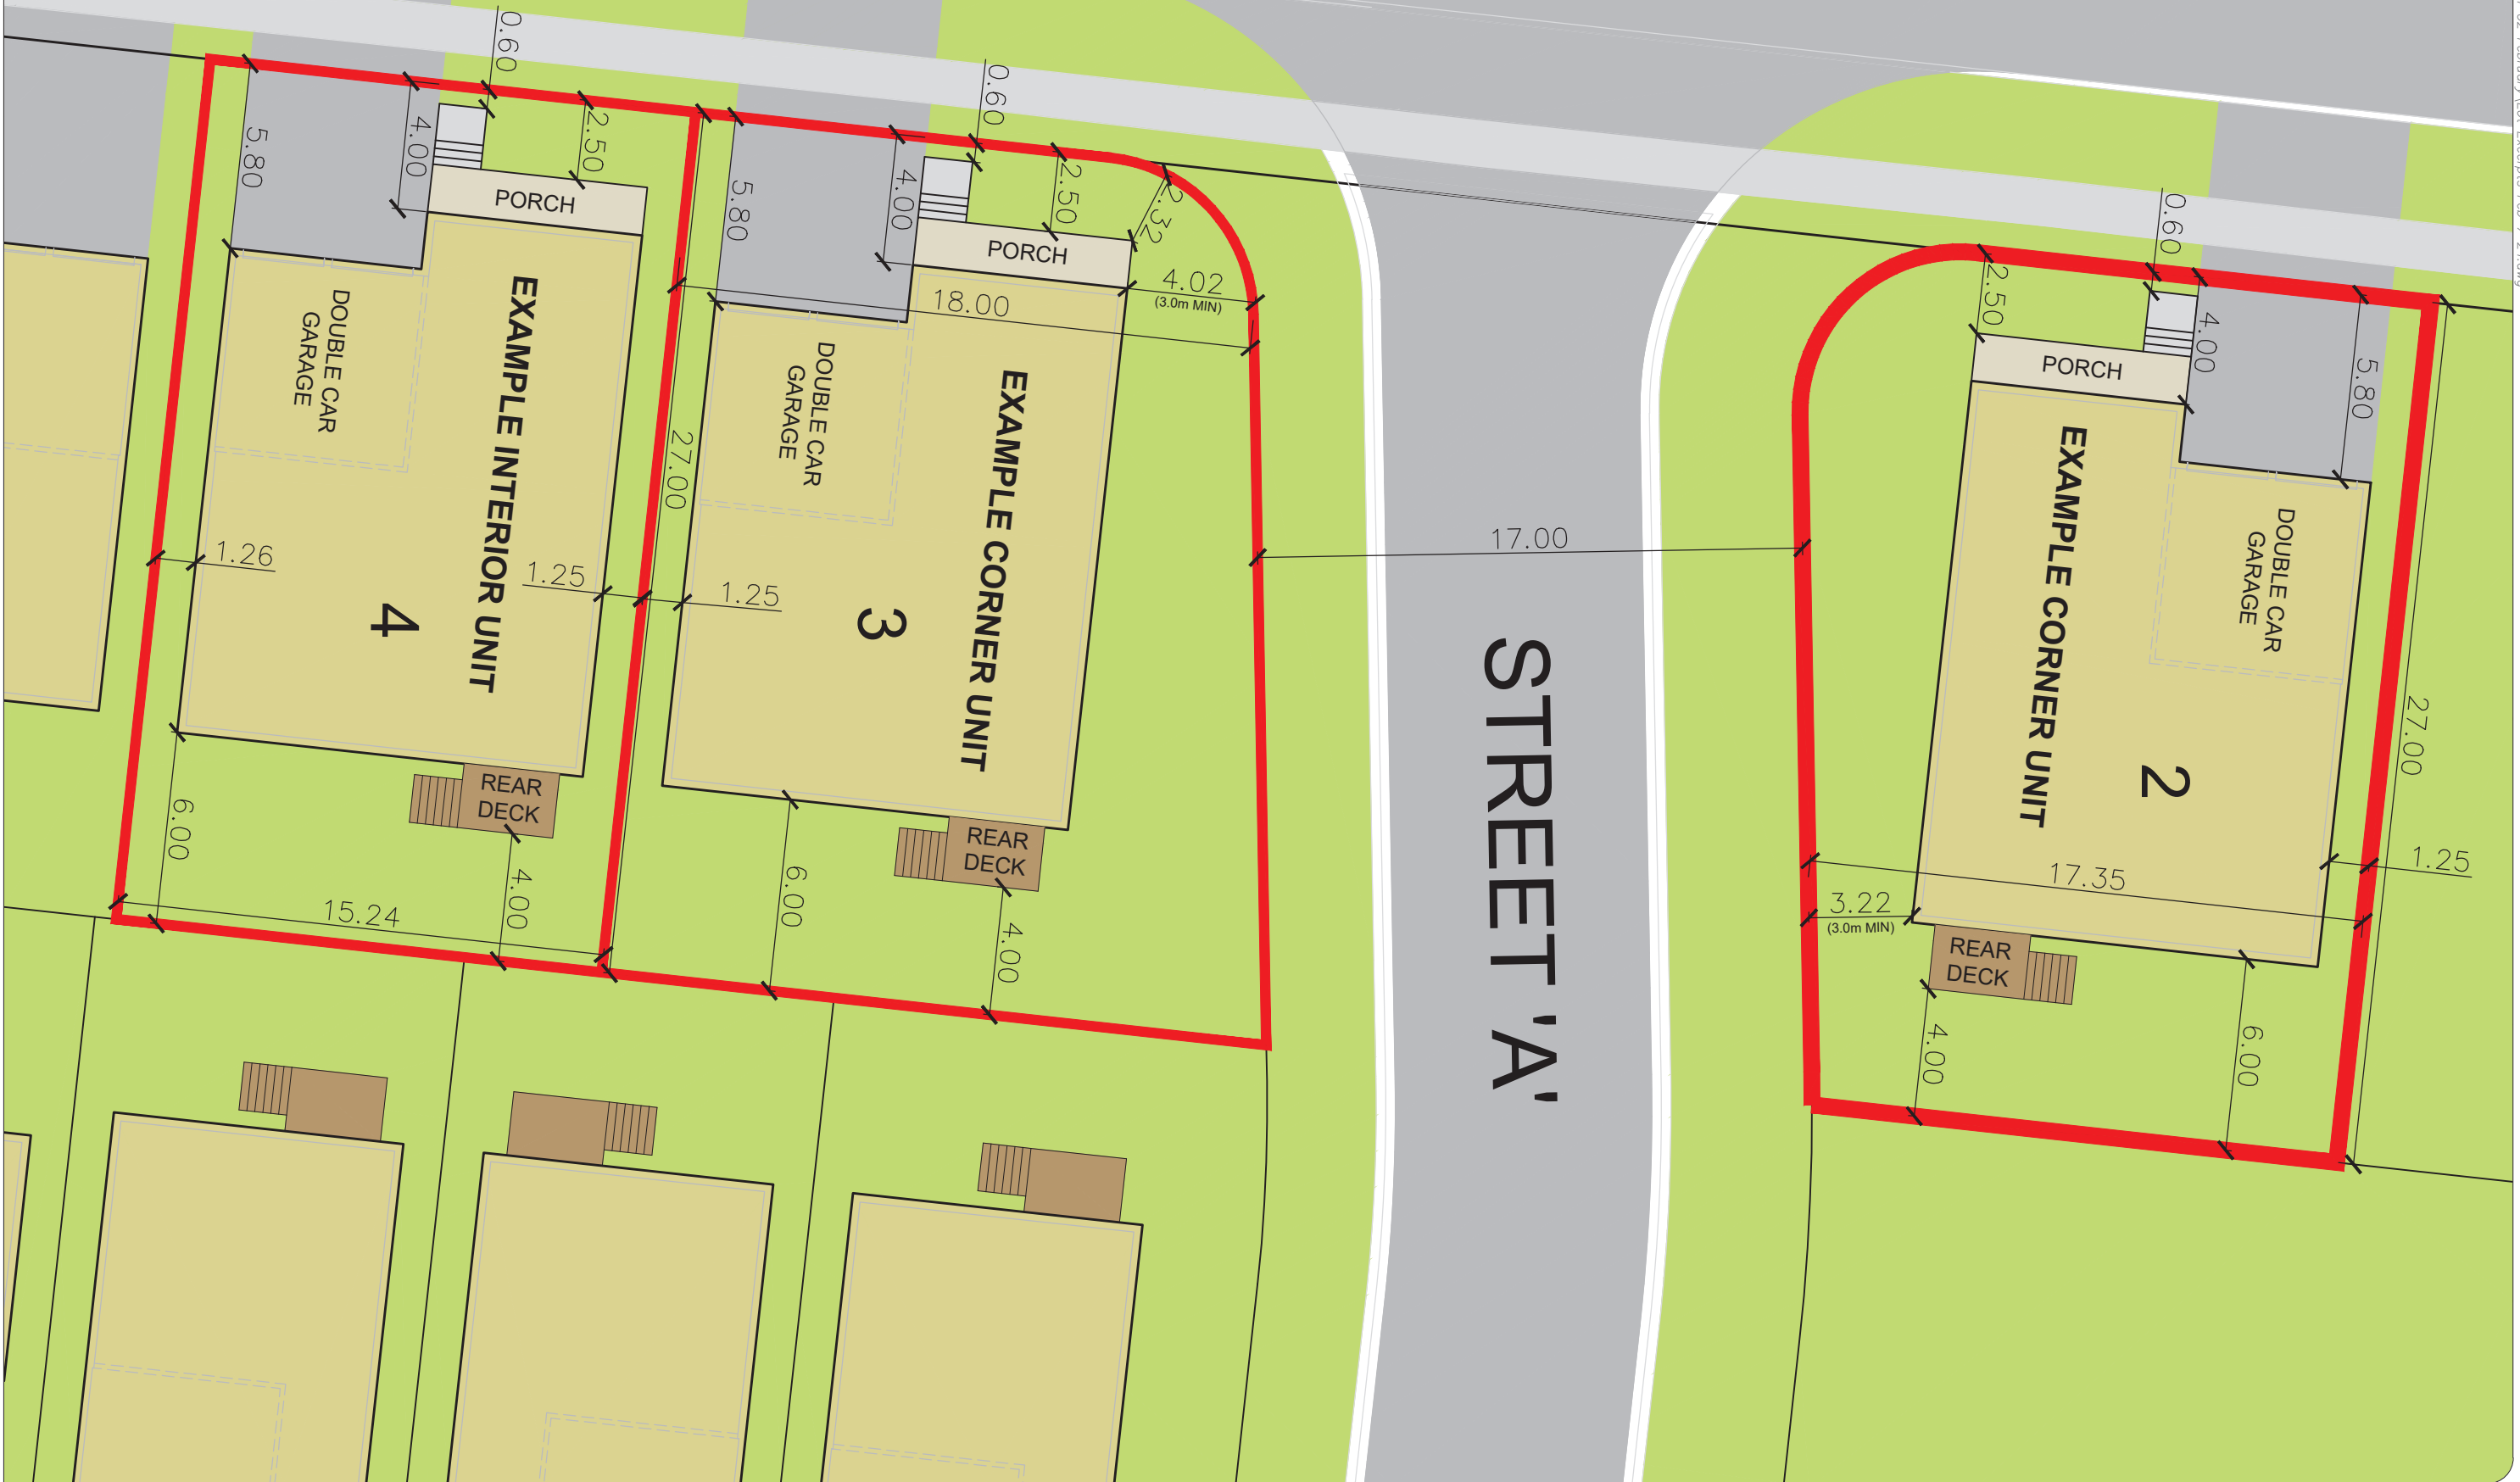 0.60
5.80
4.00
2.50
PORCH
DOUBLE CAR
GARAGE
EXAMPLE INTERIOR UNIT
4
1.26
1.25
REAR
DECK
6.00
4.00
15.24
27.00
0.60
5.80
4.00
2.50
2.32
PORCH
4.02
(3.0m MIN)
18.00
DOUBLE CAR
GARAGE
EXAMPLE CORNER UNIT
3
1.25
REAR
DECK
6.00
4.00
17.00
STREET 'A'
0.60
2.50
4.00
5.80
PORCH
DOUBLE CAR
GARAGE
EXAMPLE CORNER UNIT
2
27.00
1.25
17.35
3.22
(3.0m MIN)
REAR
DECK
4.00
6.00